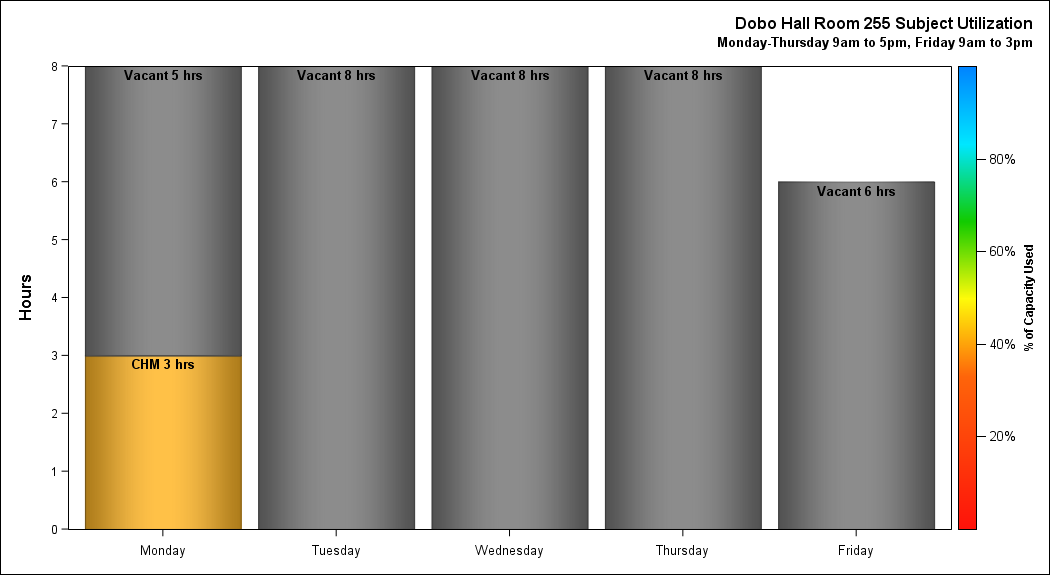 Dobo Hall Room 255 Subject Utilization
Monday-Thursday 9am to 5pm, Friday 9am to 3pm
8
7
6
5
4
3
2
1
0
Hours
Vacant 5 hrs
Vacant 8 hrs
Vacant 8 hrs
Vacant 8 hrs
Vacant 6 hrs
CHM 3 hrs
Monday
Tuesday
Wednesday
Thursday
Friday
80%
60%
40%
20%
% of Capacity Used